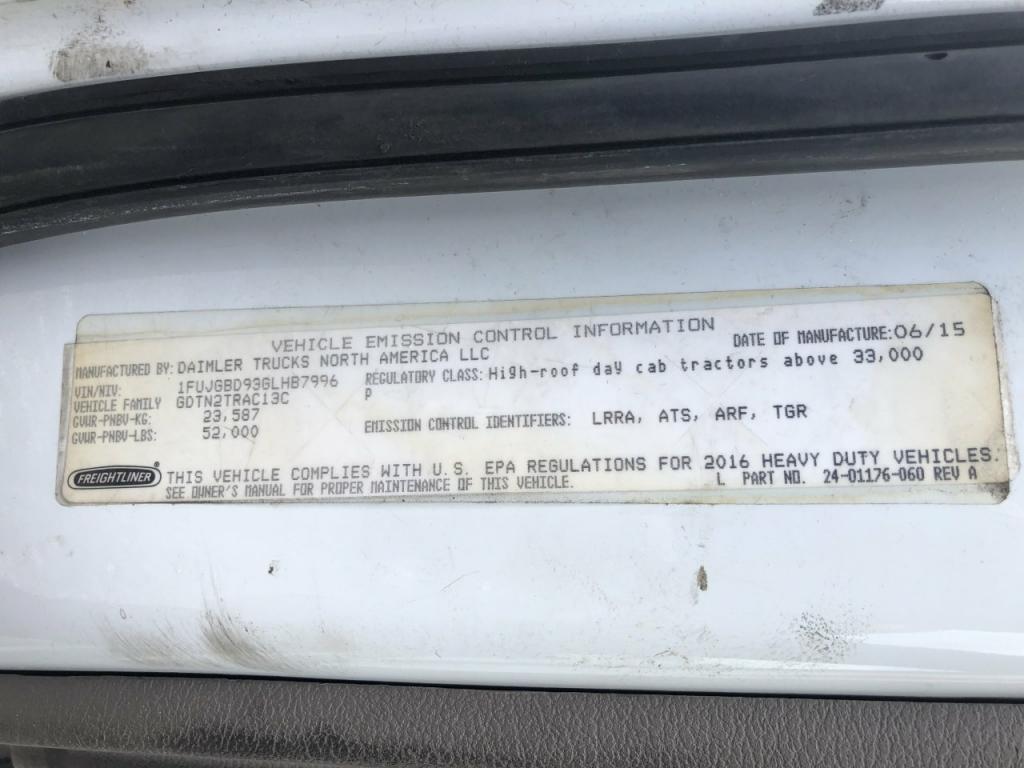 VEHICLE EMISSION CONTROL INFORMATION
DATE OF MANUFACTURE: 06/15
MANUFACTURED BY: DAIMLER TRUCKS NORTH AMERICA LLC
VIN/NIV: 1FUJGBD93GLHB7996
REGULATORY CLASS: High-roof day cab tractors above 33,000
P
VEHICLE FAMILY GDTN2TRAC13C
GVWR-PNBV-KG: 23,587
GVWR-PNBV-LBS: 52,000
EMISSION CONTROL IDENTIFIERS: LRRA, ATS, ARF, TGR
FREIGHTLINER
THIS VEHICLE COMPLIES WITH U.S. EPA REGULATIONS FOR 2016 HEAVY DUTY VEHICLES.
SEE OWNER'S MANUAL FOR PROPER MAINTENANCE OF THIS VEHICLE.
L PART NO. 24-01176-060 REV A